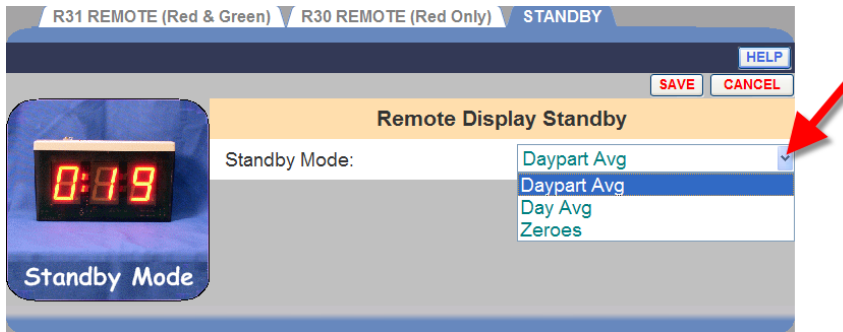 R31 REMOTE (Red & Green) R30 REMOTE (Red Only) STANDBY
HELP
SAVE CANCEL
Remote Display Standby
Standby Mode: Daypart Avg
Daypart Avg
Day Avg
Zeroes
0:19
Standby Mode